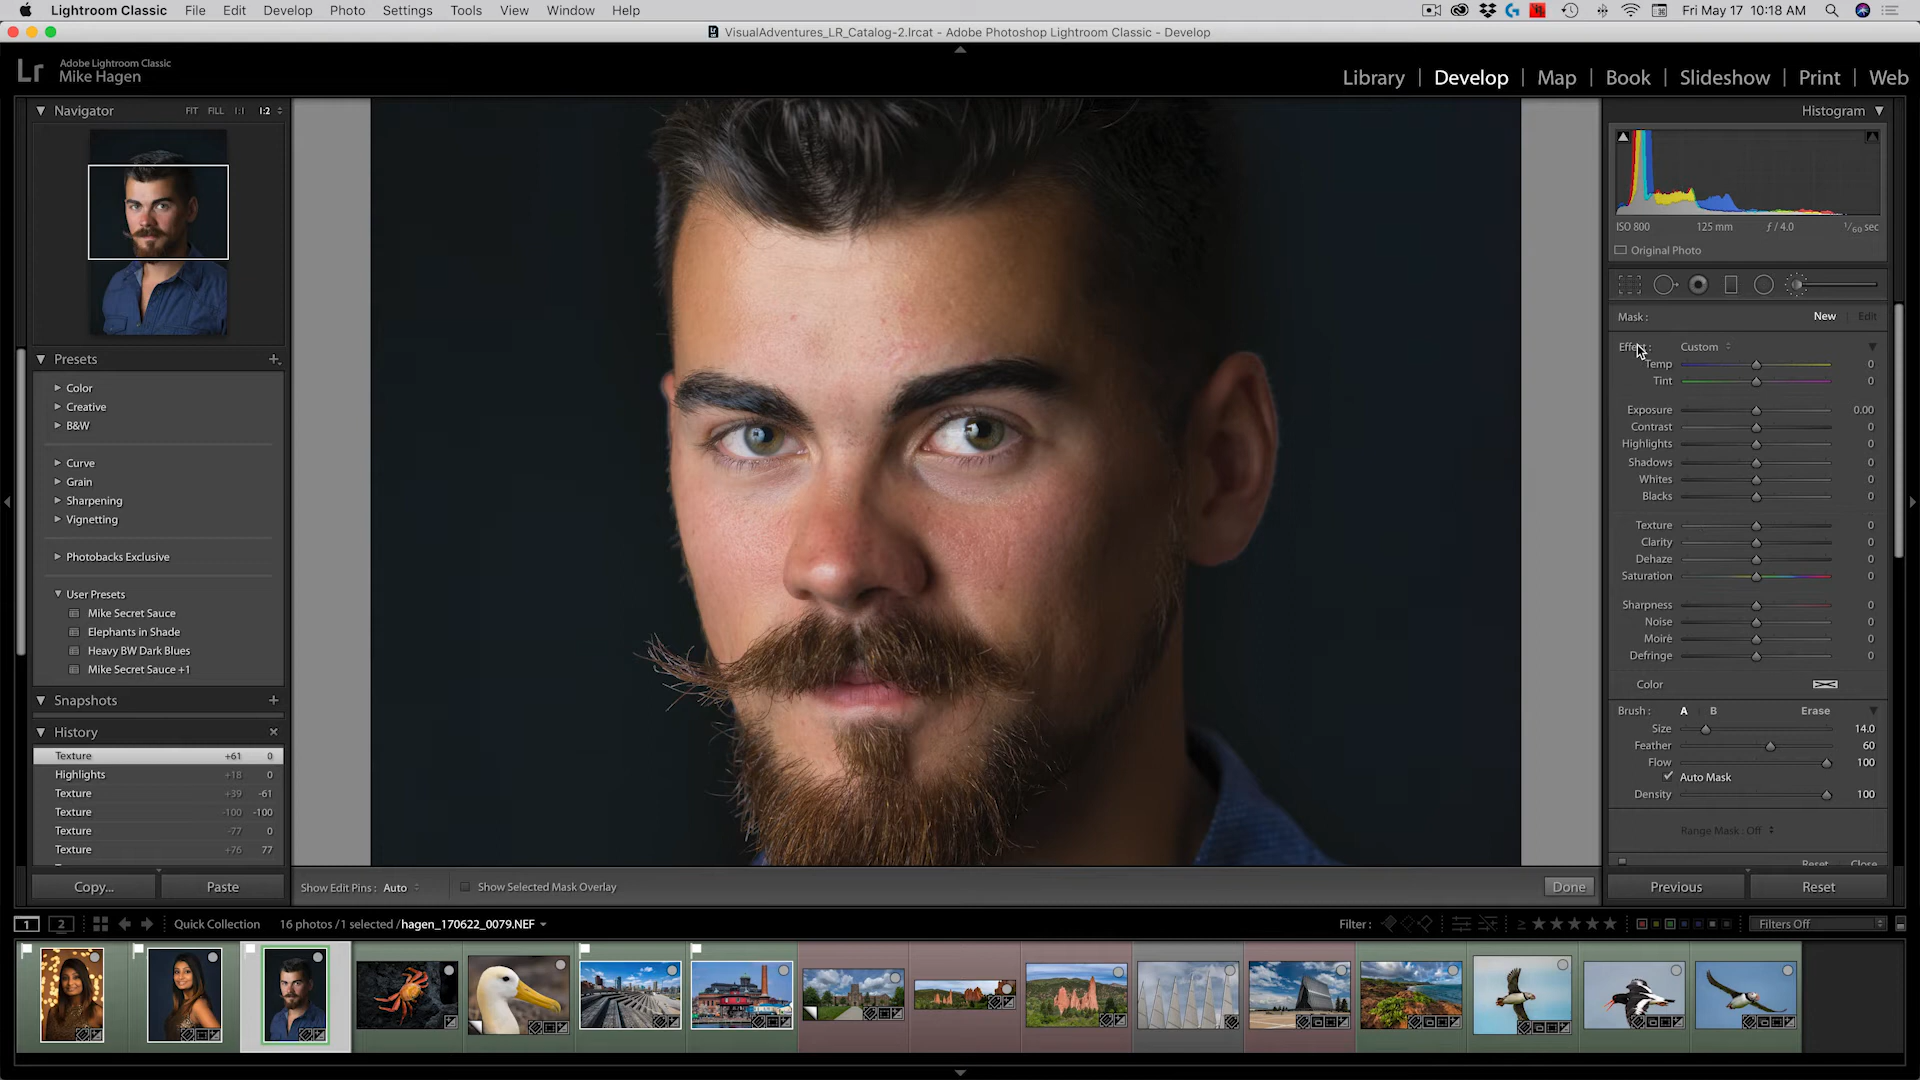 Lightroom Classic File Edit Develop Photo Settings Tools View Window Help Fri May 17 10:18 AM
VisualAdventures_LR_Catalog-2.lrcat - Adobe Photoshop Lightroom Classic - Develop
Lr Adobe Lightroom Classic
Mike Hagen
Library | Develop | Map | Book | Slideshow | Print | Web
Navigator FIT FILL 1:1 1:2
Histogram
ISO 800 125 mm ƒ / 4.0 1/60 sec
Original Photo
Mask : New | Edit
Effect : Custom
Temp 0
Tint 0
Exposure 0.00
Contrast 0
Highlights 0
Shadows 0
Whites 0
Blacks 0
Texture 0
Clarity 0
Dehaze 0
Saturation 0
Sharpness 0
Noise 0
Moiré 0
Defringe 0
Color
Brush : A B Erase
Size 14.0
Feather 60
Flow 100
Auto Mask
Density 100
Range Mask : Off
Reset Close
Previous Reset
Presets +
Color
Creative
B&W
Curve
Grain
Sharpening
Vignetting
Photobacks Exclusive
User Presets
Mike Secret Sauce
Elephants in Shade
Heavy BW Dark Blues
Mike Secret Sauce +1
Snapshots +
History ×
Texture +61 0
Highlights +18 0
Texture +39 -61
Texture -100 -100
Texture -77 0
Texture +76 77
Copy... Paste
Show Edit Pins : Auto Show Selected Mask Overlay Done
1 2 Quick Collection 16 photos /1 selected /hagen_170622_0079.NEF Filter : ≥ ★★★★★ Filters Off